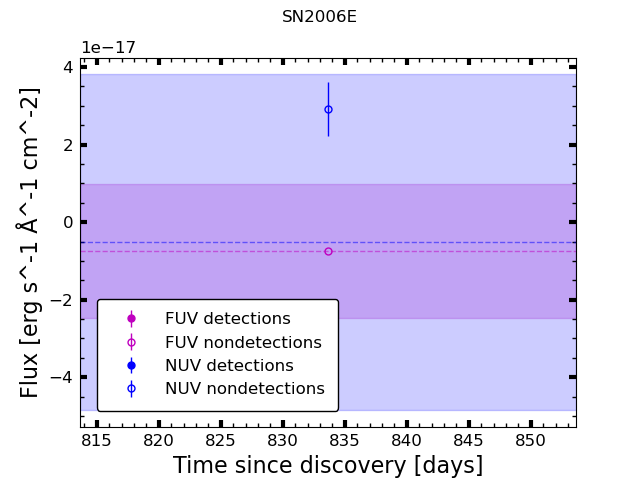 SN2006E
1e−17
4
2
0
−2
−4
Flux [erg s^-1 Å^-1 cm^-2]
FUV detections
FUV nondetections
NUV detections
NUV nondetections
815 820 825 830 835 840 845 850
Time since discovery [days]